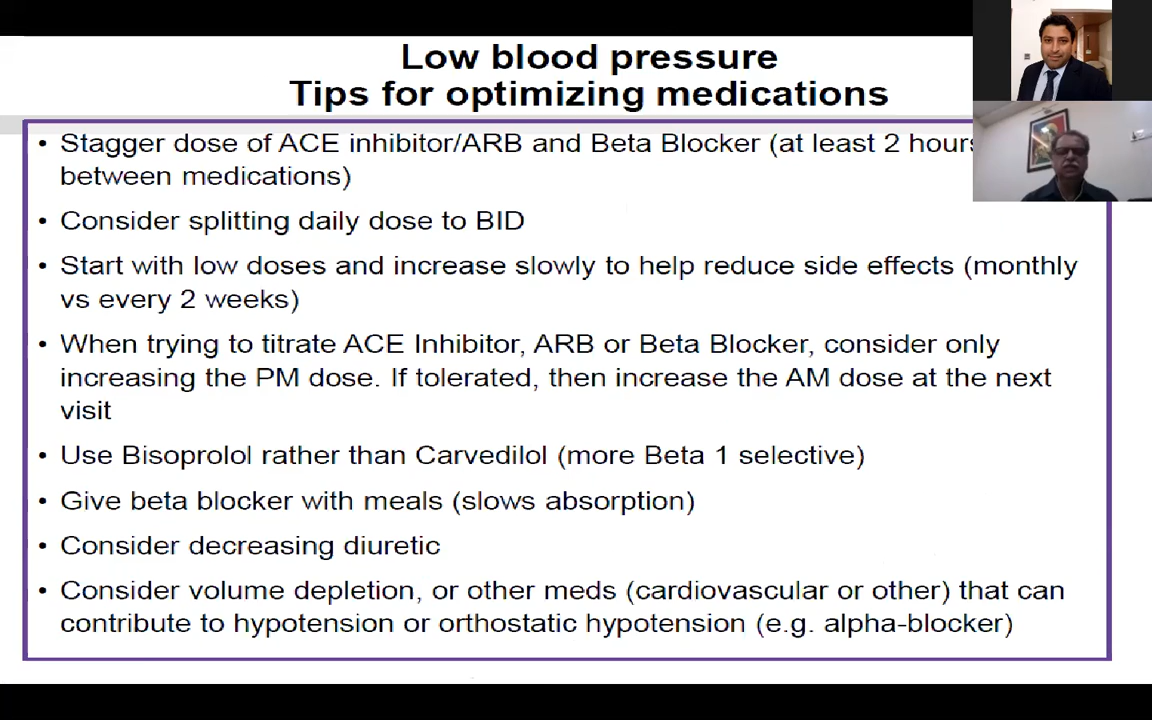 Low blood pressure
Tips for optimizing medications
• Stagger dose of ACE inhibitor/ARB and Beta Blocker (at least 2 hours
between medications)
• Consider splitting daily dose to BID
• Start with low doses and increase slowly to help reduce side effects (monthly
vs every 2 weeks)
• When trying to titrate ACE Inhibitor, ARB or Beta Blocker, consider only
increasing the PM dose. If tolerated, then increase the AM dose at the next
visit
• Use Bisoprolol rather than Carvedilol (more Beta 1 selective)
• Give beta blocker with meals (slows absorption)
• Consider decreasing diuretic
• Consider volume depletion, or other meds (cardiovascular or other) that can
contribute to hypotension or orthostatic hypotension (e.g. alpha-blocker)